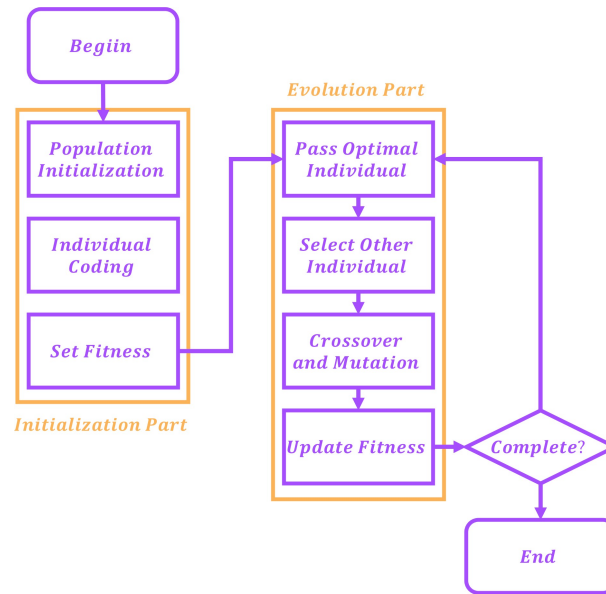 Begiin
Population
Initialization
Individual
Coding
Set Fitness
Initialization Part
Evolution Part
Pass Optimal
Individual
Select Other
Individual
Crossover
and Mutation
Update Fitness
Complete?
End